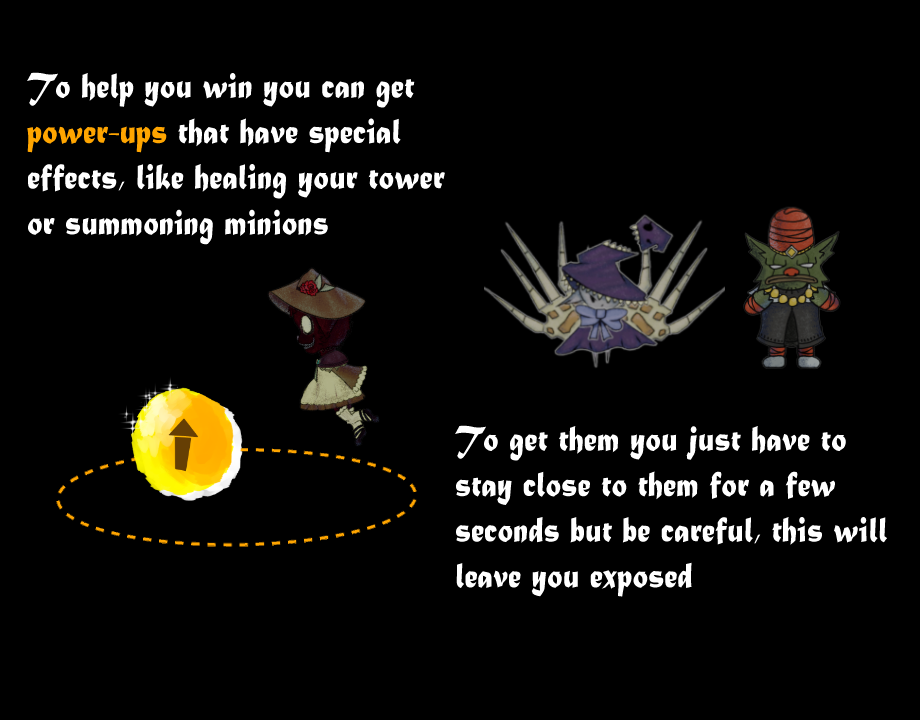 To help you win you can get
power-ups that have special
effects, like healing your tower
or summoning minions
To get them you just have to
stay close to them for a few
seconds but be careful, this will
leave you exposed